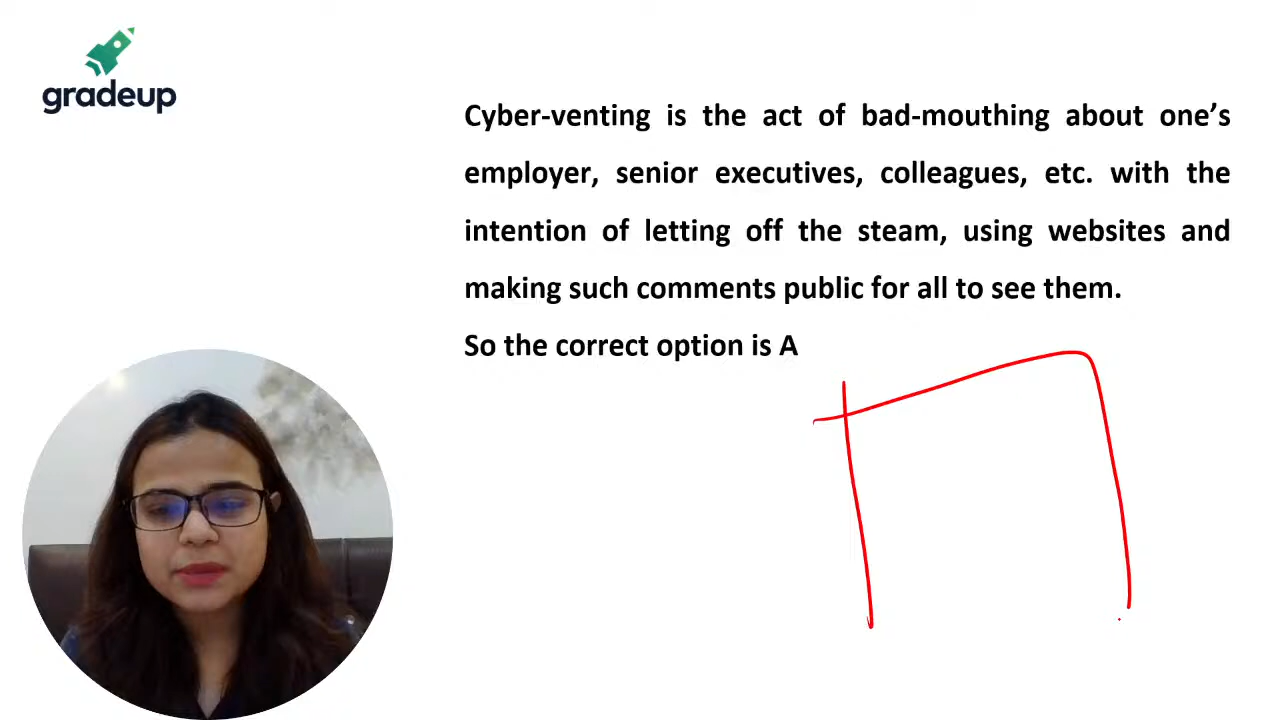 gradeup
Cyber-venting is the act of bad-mouthing about one’s
employer, senior executives, colleagues, etc. with the
intention of letting off the steam, using websites and
making such comments public for all to see them.
So the correct option is A